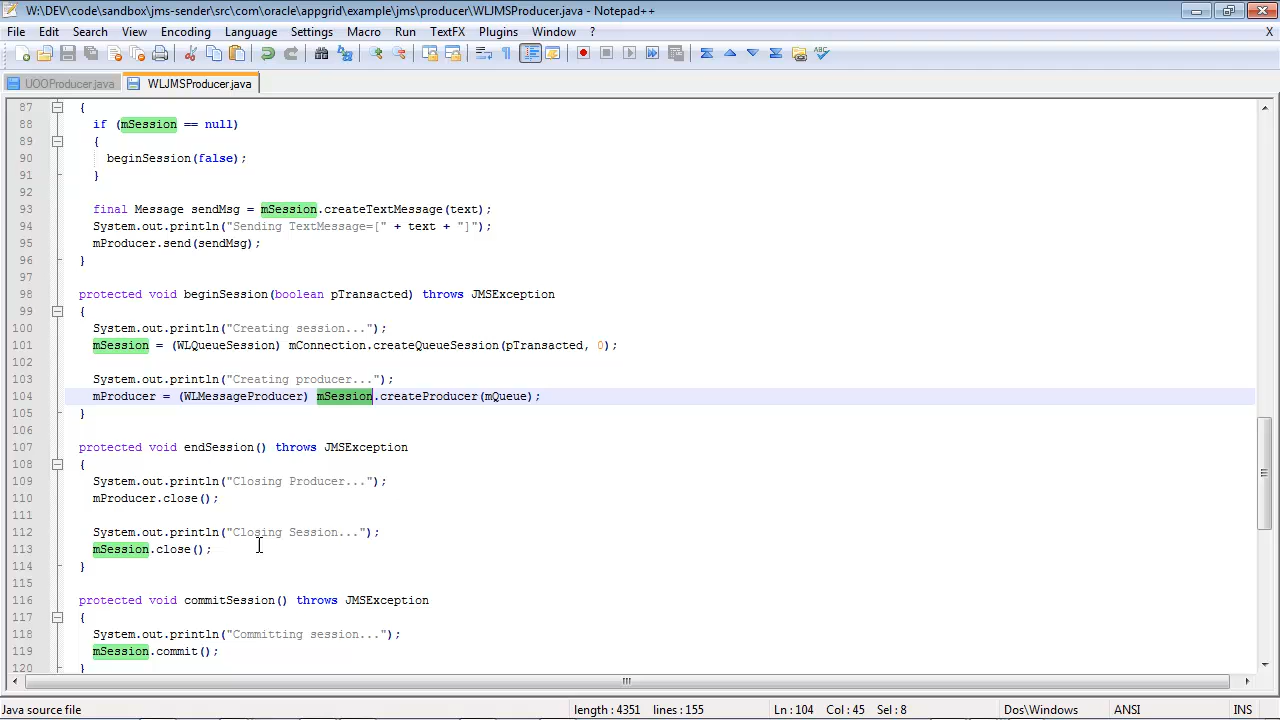 W:\DEV\code\sandbox\jms-sender\src\com\oracle\appgrid\example\jms\producer\WLJMSProducer.java - Notepad++
File Edit Search View Encoding Language Settings Macro Run TextFX Plugins Window ? X
UOOProducer.java WLJMSProducer.java
87 {
88 if (mSession == null)
89 {
90 beginSession(false);
91 }
92
93 final Message sendMsg = mSession.createTextMessage(text);
94 System.out.println("Sending TextMessage=[" + text + "]");
95 mProducer.send(sendMsg);
96 }
97
98 protected void beginSession(boolean pTransacted) throws JMSException
99 {
100 System.out.println("Creating session...");
101 mSession = (WLQueueSession) mConnection.createQueueSession(pTransacted, 0);
102
103 System.out.println("Creating producer...");
104 mProducer = (WLMessageProducer) mSession.createProducer(mQueue);
105 }
106
107 protected void endSession() throws JMSException
108 {
109 System.out.println("Closing Producer...");
110 mProducer.close();
111
112 System.out.println("Closing Session...");
113 mSession.close();
114 }
115
116 protected void commitSession() throws JMSException
117 {
118 System.out.println("Committing session...");
119 mSession.commit();
120 }
Java source file length : 4351 lines : 155 Ln : 104 Col : 45 Sel : 8 Dos\Windows ANSI INS